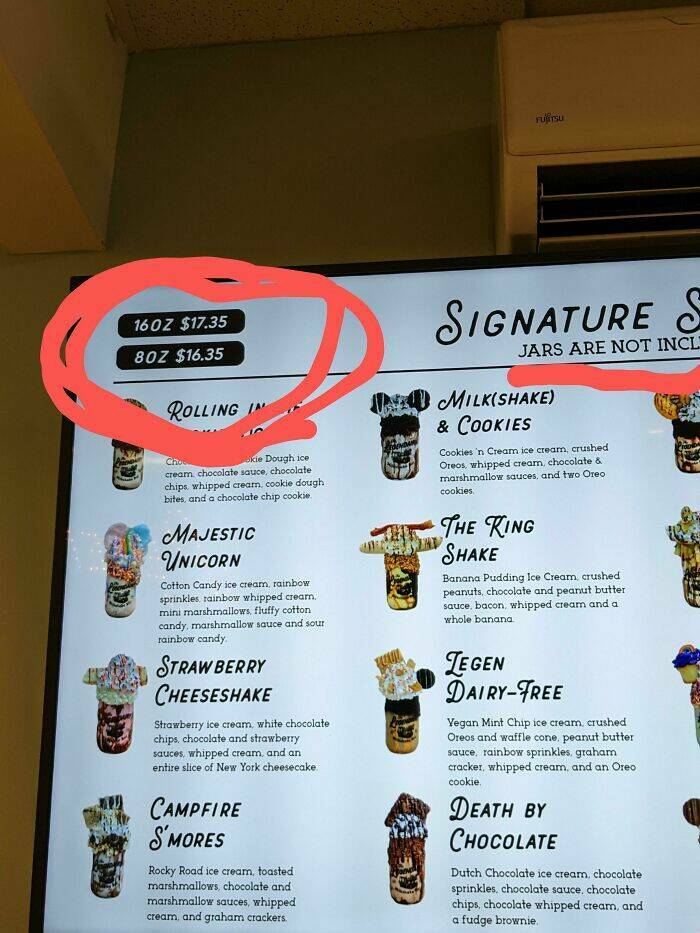 FUJITSU
16OZ $17.35
8OZ $16.35
SIGNATURE
JARS ARE NOT
ROLLING
Dough ice
cream, chocolate sauce, chocolate
chips, whipped cream, cookie dough
bites, and a chocolate chip cookie.
MAJESTIC
UNICORN
Cotton Candy ice cream, rainbow
sprinkles, rainbow whipped cream,
mini marshmallows, fluffy cotton
candy, marshmallow sauce and sour
rainbow candy.
STRAWBERRY
CHEESESHAKE
Strawberry ice cream, white chocolate
chips, chocolate and strawberry
sauces, whipped cream, and an
entire slice of New York cheesecake.
CAMPFIRE
S'MORES
Rocky Road ice cream, toasted
marshmallows, chocolate and
marshmallow sauces, whipped
cream, and graham crackers.
MILK(SHAKE)
& COOKIES
Cookies 'n Cream ice cream, crushed
Oreos, whipped cream, chocolate &
marshmallow sauces, and two Oreo
cookies.
THE KING
SHAKE
Banana Pudding Ice Cream, crushed
peanuts, chocolate and peanut butter
sauce, bacon, whipped cream and a
whole banana.
LEGEN
DAIRY-FREE
Vegan Mint Chip ice cream, crushed
Oreos and waffle cone, peanut butter
sauce, rainbow sprinkles, graham
cracker, whipped cream, and an Oreo
cookie.
DEATH BY
CHOCOLATE
Dutch Chocolate ice cream, chocolate
sprinkles, chocolate sauce, chocolate
chips, chocolate whipped cream, and
a fudge brownie.